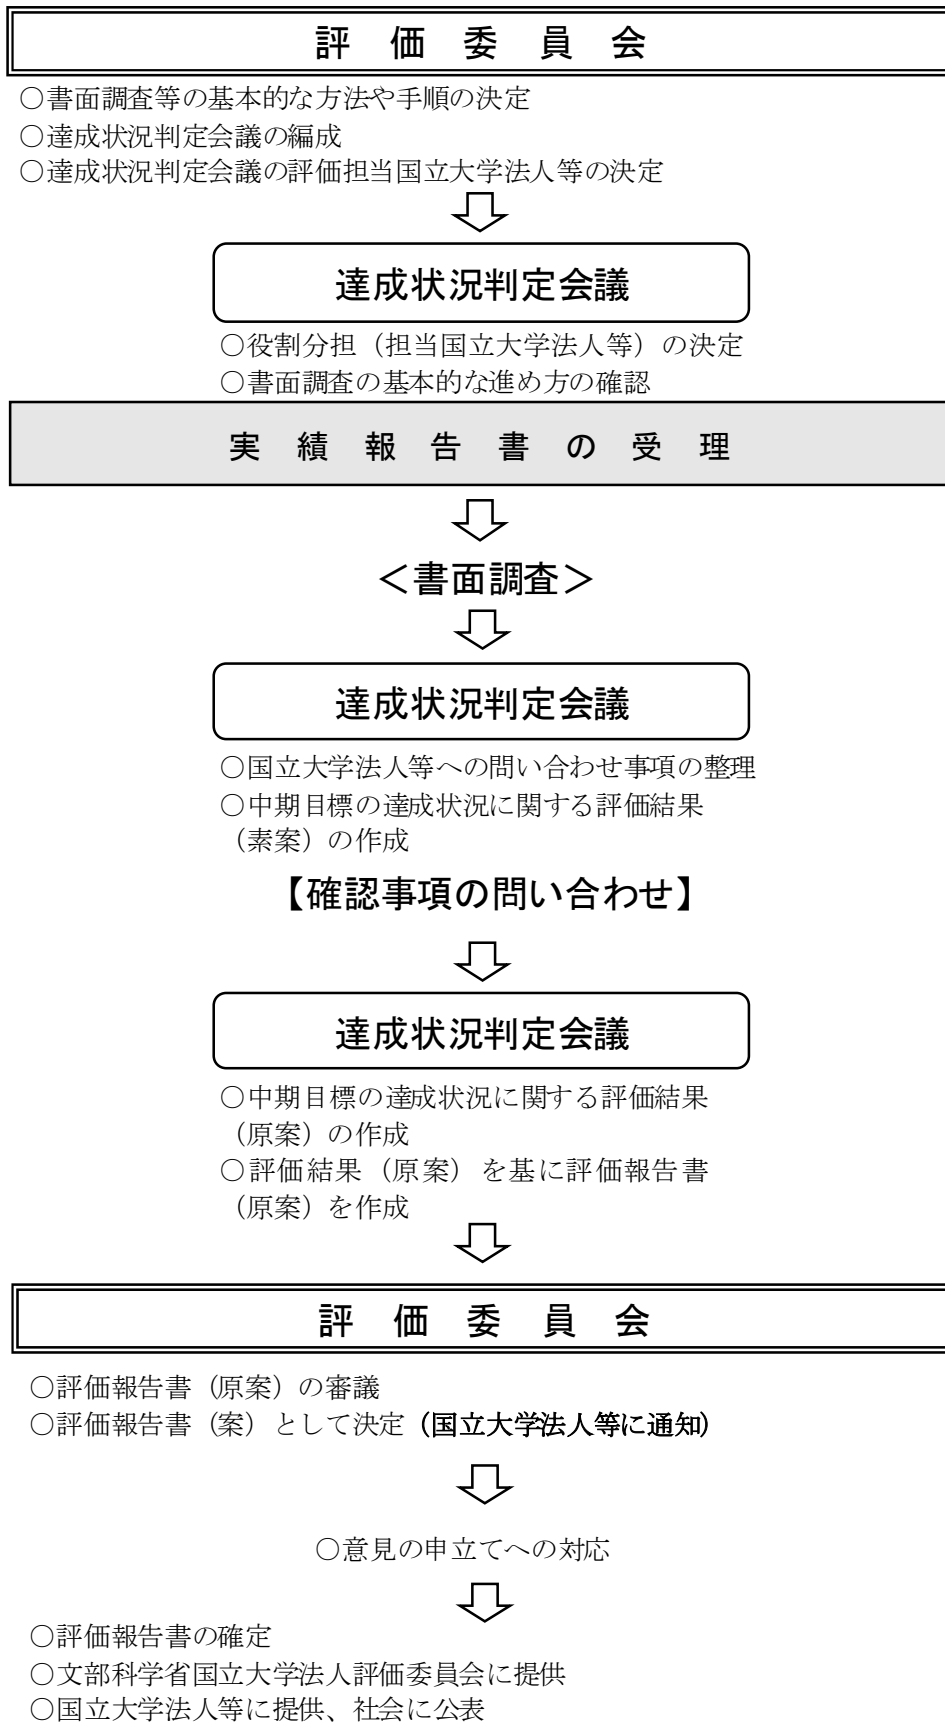 評価委員会
○書面調査等の基本的な方法や手順の決定
○達成状況判定会議の編成
○達成状況判定会議の評価担当国立大学法人等の決定
達成状況判定会議
○役割分担（担当国立大学法人等）の決定
○書面調査の基本的な進め方の確認
実績報告書の受理
＜書面調査＞
達成状況判定会議
○国立大学法人等への問い合わせ事項の整理
○中期目標の達成状況に関する評価結果
（素案）の作成
【確認事項の問い合わせ】
達成状況判定会議
○中期目標の達成状況に関する評価結果
（原案）の作成
○評価結果（原案）を基に評価報告書
（原案）を作成
評価委員会
○評価報告書（原案）の審議
○評価報告書（案）として決定（国立大学法人等に通知）
○意見の申立てへの対応
○評価報告書の確定
○文部科学省国立大学法人評価委員会に提供
○国立大学法人等に提供、社会に公表